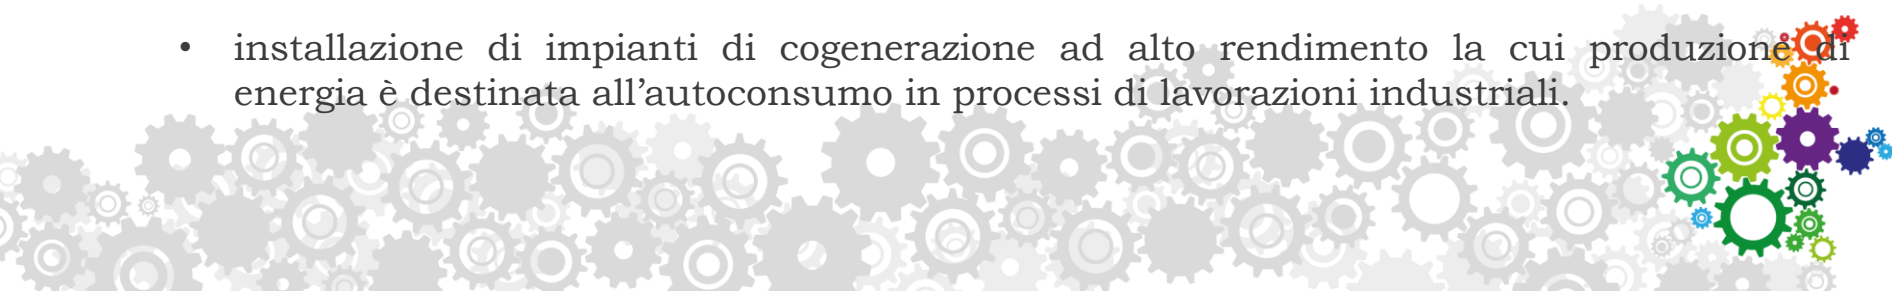 • installazione di impianti di cogenerazione ad alto rendimento la cui produzione di
energia è destinata all’autoconsumo in processi di lavorazioni industriali.